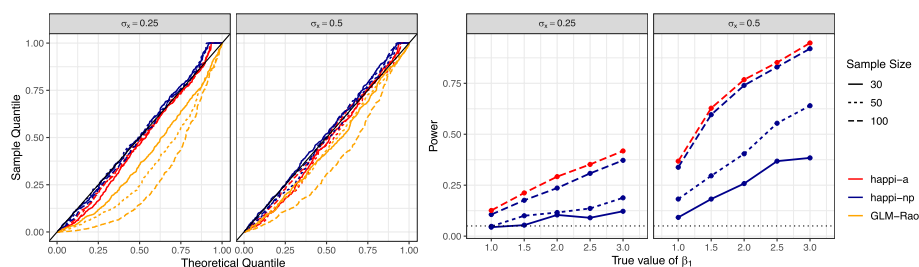 σx = 0.25
σx = 0.5
Sample Quantile
1.00
0.75
0.50
0.25
0.00
0.00 0.25 0.50 0.75 1.00
0.00 0.25 0.50 0.75 1.00
Theoretical Quantile
σx = 0.25
σx = 0.5
Power
0.75
0.50
0.25
0.00
1.0 1.5 2.0 2.5 3.0
1.0 1.5 2.0 2.5 3.0
True value of β1
Sample Size
30
50
100
happi−a
happi−np
GLM−Rao